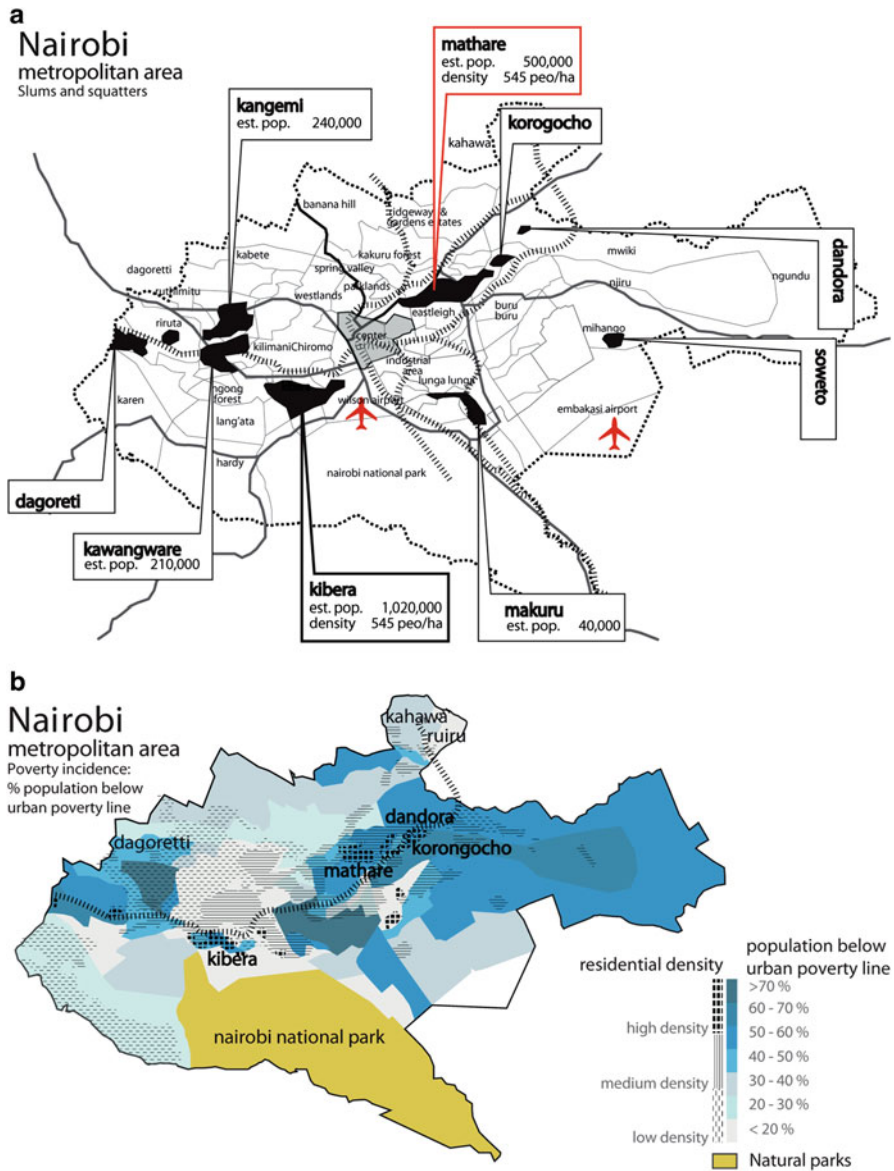 a
Nairobi
metropolitan area
Slums and squatters
mathare
est. pop. 500,000
density 545 peo/ha
kangemi
est. pop. 240,000
korogocho
kahawa
banana hill
ridgeways &
gardens estates
dagoretti
kabete
kakuru forest
spring valley
parklands
mwiki
ngundu
dandora
ruthimitu
westlands
njiru
riruta
eastleigh
buru
buru
kilimani
Chiromo
center
mihango
industrial
area
soweto
karen
ngong
forest
lunga lunga
wilson airport
lang'ata
embakasi airport
hardy
nairobi national park
dagoreti
kawangware
est. pop. 210,000
kibera
est. pop. 1,020,000
density 545 peo/ha
makuru
est. pop. 40,000
b
Nairobi
metropolitan area
Poverty incidence:
% population below
urban poverty line
kahawa
ruiru
dandora
dagoretti
korongocho
mathare
kibera
nairobi national park
residential density
high density
medium density
low density
population below
urban poverty line
>70 %
60 - 70 %
50 - 60 %
40 - 50 %
30 - 40 %
20 - 30 %
< 20 %
Natural parks